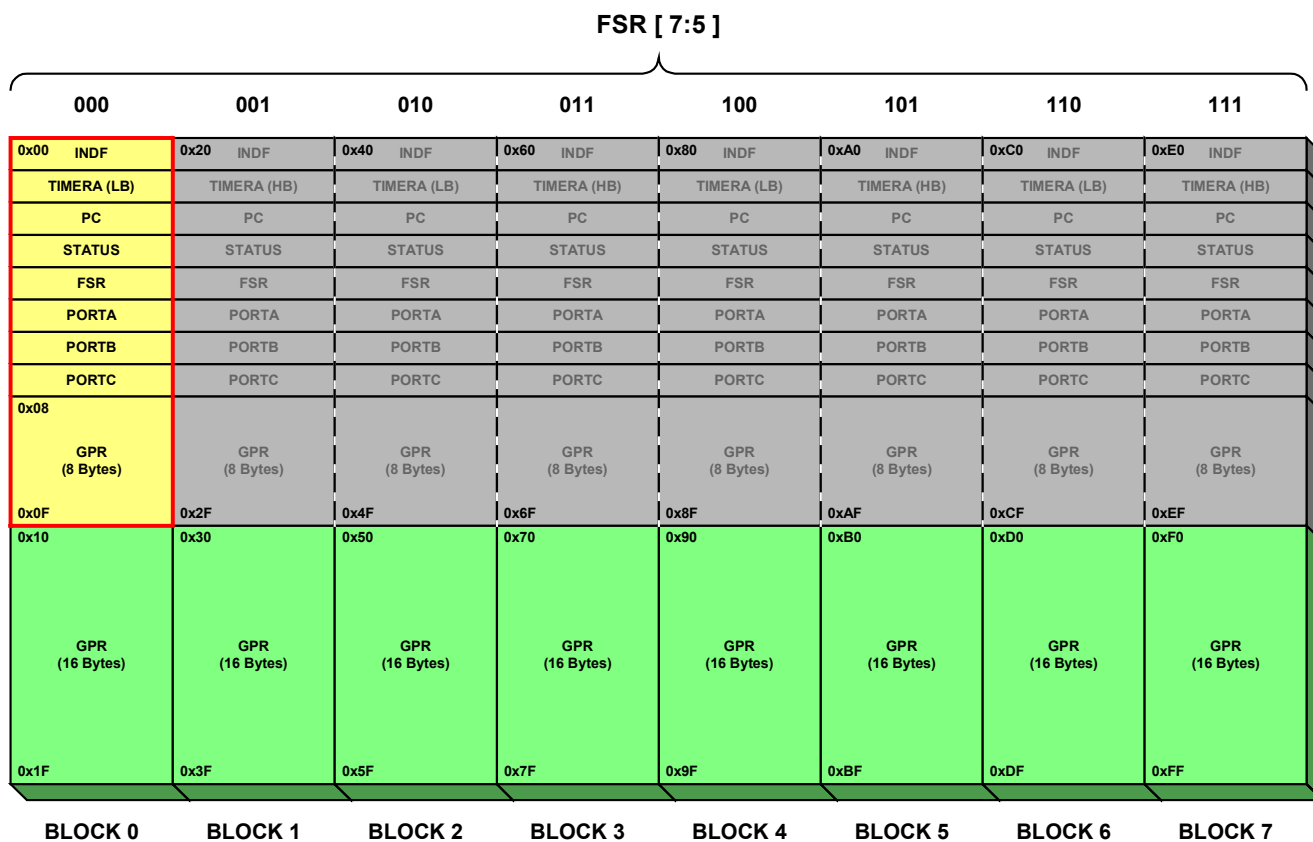 FSR [ 7:5 ]
000 001 010 011 100 101 110 111
0x00 INDF 0x20 INDF 0x40 INDF 0x60 INDF 0x80 INDF 0xA0 INDF 0xC0 INDF 0xE0 INDF
TIMERA (LB) TIMERA (HB) TIMERA (LB) TIMERA (HB) TIMERA (LB) TIMERA (HB) TIMERA (LB) TIMERA (HB)
PC PC PC PC PC PC PC PC
STATUS STATUS STATUS STATUS STATUS STATUS STATUS STATUS
FSR FSR FSR FSR FSR FSR FSR FSR
PORTA PORTA PORTA PORTA PORTA PORTA PORTA PORTA
PORTB PORTB PORTB PORTB PORTB PORTB PORTB PORTB
PORTC PORTC PORTC PORTC PORTC PORTC PORTC PORTC
0x08
GPR GPR GPR GPR GPR GPR GPR GPR
(8 Bytes) (8 Bytes) (8 Bytes) (8 Bytes) (8 Bytes) (8 Bytes) (8 Bytes) (8 Bytes)
0x0F 0x2F 0x4F 0x6F 0x8F 0xAF 0xCF 0xEF
0x10 0x30 0x50 0x70 0x90 0xB0 0xD0 0xF0
GPR GPR GPR GPR GPR GPR GPR GPR
(16 Bytes) (16 Bytes) (16 Bytes) (16 Bytes) (16 Bytes) (16 Bytes) (16 Bytes) (16 Bytes)
0x1F 0x3F 0x5F 0x7F 0x9F 0xBF 0xDF 0xFF
BLOCK 0 BLOCK 1 BLOCK 2 BLOCK 3 BLOCK 4 BLOCK 5 BLOCK 6 BLOCK 7